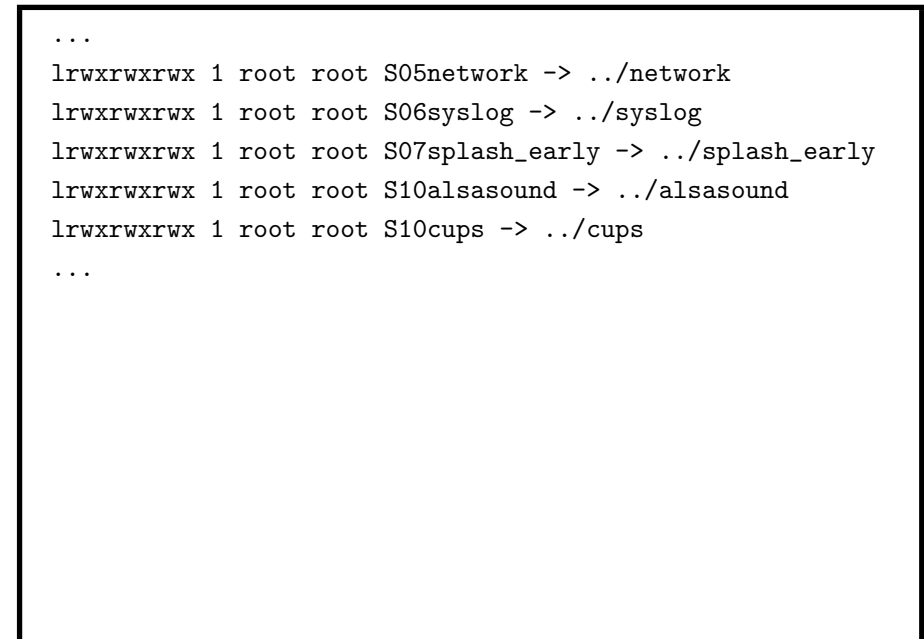 ...
lrwxrwxrwx 1 root root S05network -> ../network
lrwxrwxrwx 1 root root S06syslog -> ../syslog
lrwxrwxrwx 1 root root S07splash_early -> ../splash_early
lrwxrwxrwx 1 root root S10alsasound -> ../alsasound
lrwxrwxrwx 1 root root S10cups -> ../cups
...